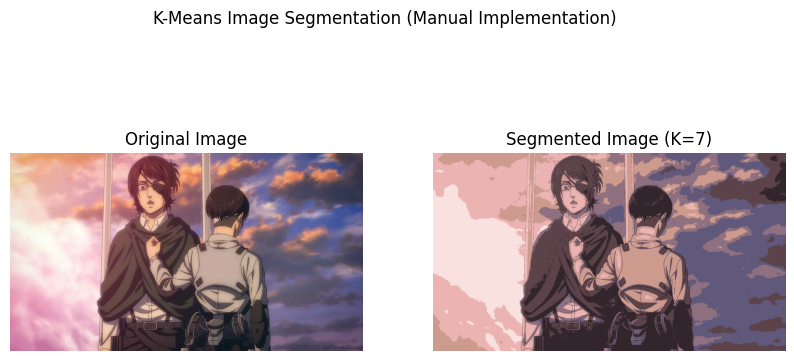 K-Means Image Segmentation (Manual Implementation)
Original Image
Segmented Image (K=7)